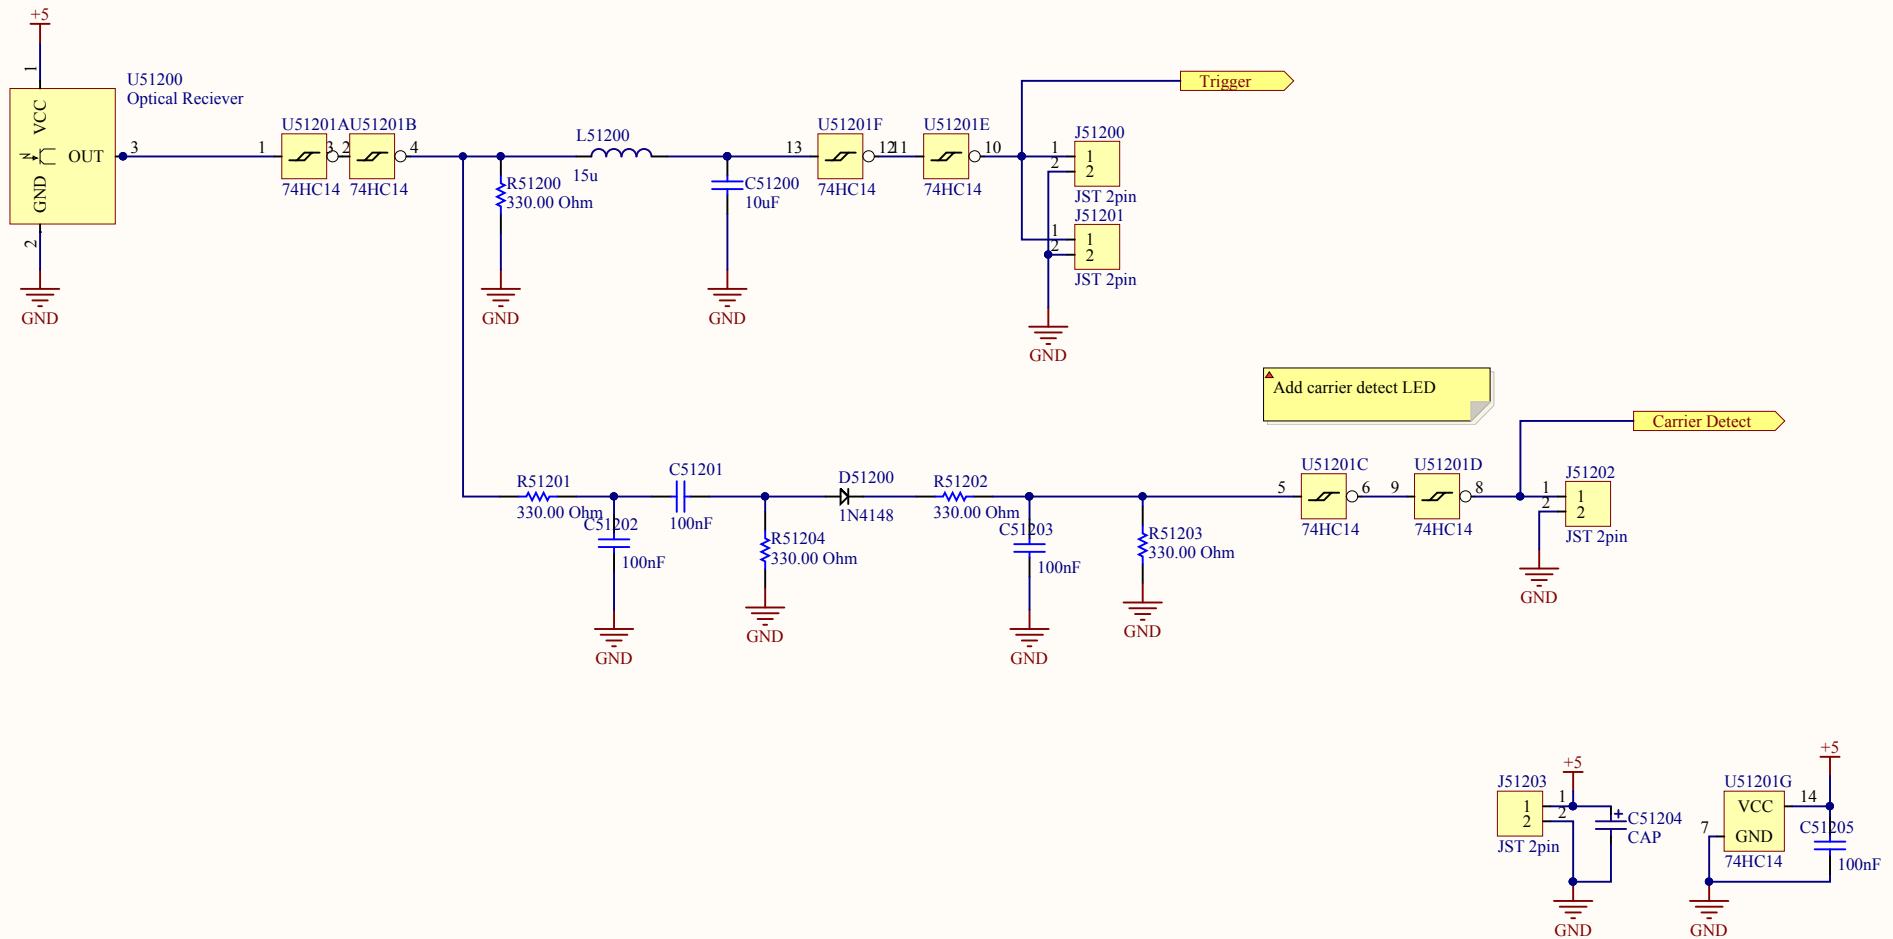 +5
1
U51200
Optical Reciever
VCC
OUT
GND
3
2
GND
1
U51201A
U51201B
3
2
4
74HC14
74HC14
R51200
330.00 Ohm
GND
L51200
15u
C51200
10uF
GND
13
U51201F
12
74HC14
11
U51201E
10
74HC14
Trigger
J51200
1
1
2
2
JST 2pin
J51201
1
1
2
2
JST 2pin
GND
Add carrier detect LED
Carrier Detect
R51201
330.00 Ohm
C51202
100nF
GND
C51201
100nF
R51204
330.00 Ohm
GND
D51200
1N4148
R51202
330.00 Ohm
C51203
100nF
GND
R51203
330.00 Ohm
GND
5
U51201C
6
74HC14
9
U51201D
8
74HC14
J51202
1
1
2
2
JST 2pin
GND
+5
J51203
1
1
2
2
JST 2pin
+
C51204
CAP
GND
+5
U51201G
VCC
14
7
GND
74HC14
C51205
100nF
GND